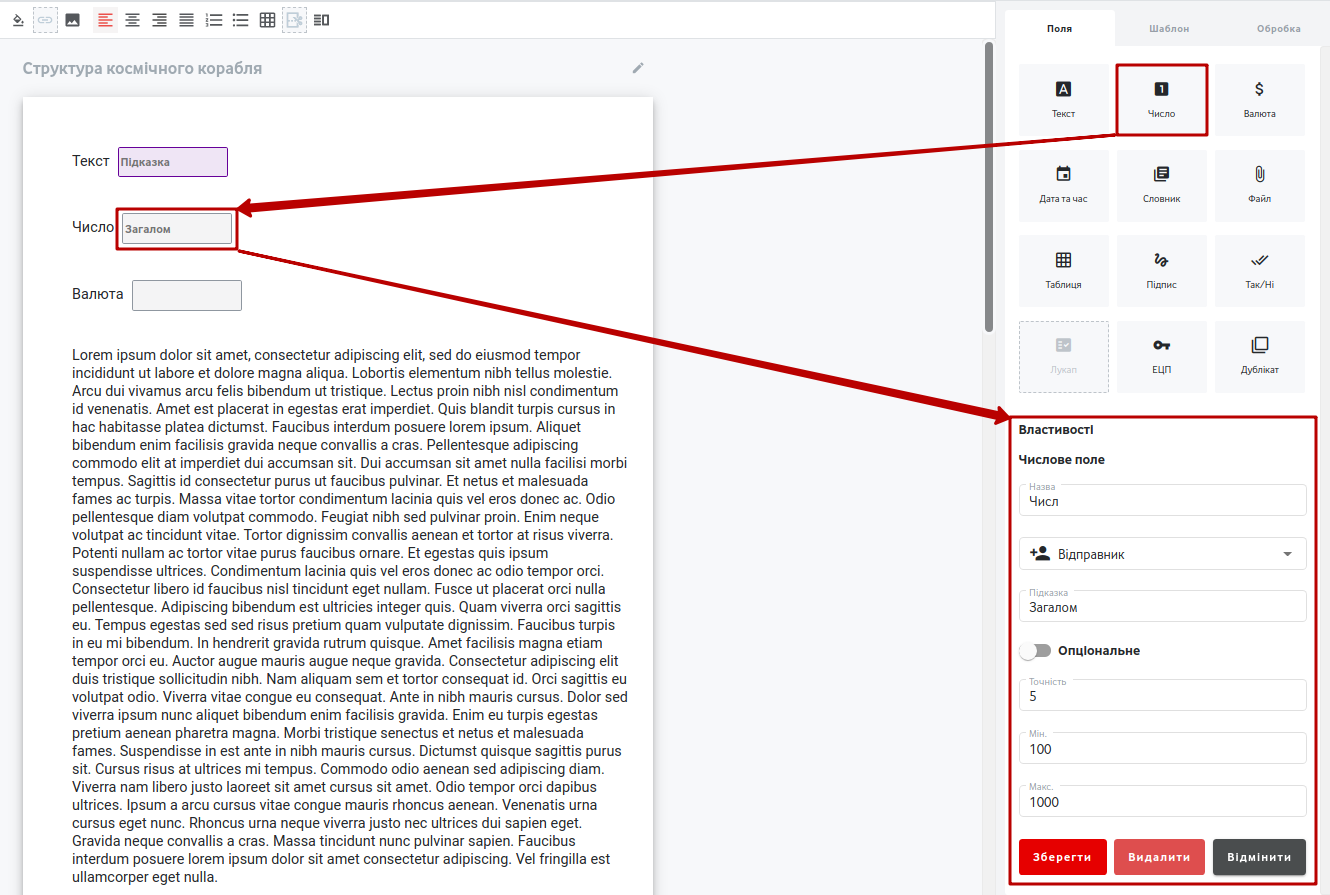 Структура космічного корабля
Текст Підказка
Число Загалом
Валюта
Lorem ipsum dolor sit amet, consectetur adipiscing elit, sed do eiusmod tempor
incididunt ut labore et dolore magna aliqua. Lobortis elementum nibh tellus molestie.
Arcu dui vivamus arcu felis bibendum ut tristique. Lectus proin nibh nisl condimentum
id venenatis. Amet est placerat in egestas erat imperdiet. Quis blandit turpis cursus in
hac habitasse platea dictumst. Faucibus interdum posuere lorem ipsum. Aliquet
bibendum enim facilisis gravida neque convallis a cras. Pellentesque adipiscing
commodo elit at imperdiet dui accumsan sit. Dui accumsan sit amet nulla facilisi morbi
tempus. Sagittis id consectetur purus ut faucibus pulvinar. Et netus et malesuada
fames ac turpis. Massa vitae tortor condimentum lacinia quis vel eros donec ac. Odio
pellentesque diam volutpat commodo. Feugiat nibh sed pulvinar proin. Enim neque
volutpat ac tincidunt vitae. Tortor dignissim convallis aenean et tortor at risus viverra.
Potenti nullam ac tortor vitae purus faucibus ornare. Et egestas quis ipsum
suspendisse ultrices. Condimentum lacinia quis vel eros donec ac odio tempor orci.
Consectetur libero id faucibus nisl tincidunt eget nullam. Fusce ut placerat orci nulla
pellentesque. Adipiscing bibendum est ultricies integer quis. Quam viverra orci sagittis
eu. Tempus egestas sed sed risus pretium quam vulputate dignissim. Faucibus turpis
in eu mi bibendum. In hendrerit gravida rutrum quisque. Amet facilisis magna etiam
tempor orci eu. Auctor augue mauris augue neque gravida. Consectetur adipiscing elit
duis tristique sollicitudin nibh. Nam aliquam sem et tortor consequat id. Orci sagittis eu
volutpat odio. Viverra vitae congue eu consequat. Ante in nibh mauris cursus. Dolor sed
viverra ipsum nunc aliquet bibendum enim facilisis gravida. Enim eu turpis egestas
pretium aenean pharetra magna. Morbi tristique senectus et netus et malesuada
fames. Suspendisse in est ante in nibh mauris cursus. Dictumst quisque sagittis purus
sit. Cursus risus at ultrices mi tempus. Commodo odio aenean sed adipiscing diam.
Viverra nam libero justo laoreet sit amet cursus sit amet. Odio tempor orci dapibus
ultrices. Ipsum a arcu cursus vitae congue mauris rhoncus aenean. Venenatis urna
cursus eget nunc. Rhoncus urna neque viverra justo nec ultrices dui sapien eget.
Gravida neque convallis a cras. Massa tincidunt nunc pulvinar sapien. Faucibus
interdum posuere lorem ipsum dolor sit amet consectetur adipiscing. Vel fringilla est
ullamcorper eget nulla.
Поля Шаблон Обробка
Текст Число Валюта
Дата та час Словник Файл
Таблиця Підпис Так/Ні
Лукап ЕЦП Дублікат
Властивості
Числове поле
Назва
Числ
Відправник
Підказка
Загалом
Опціональне
Точність
5
Мін.
100
Макс.
1000
Зберегти Видалити Відмінити